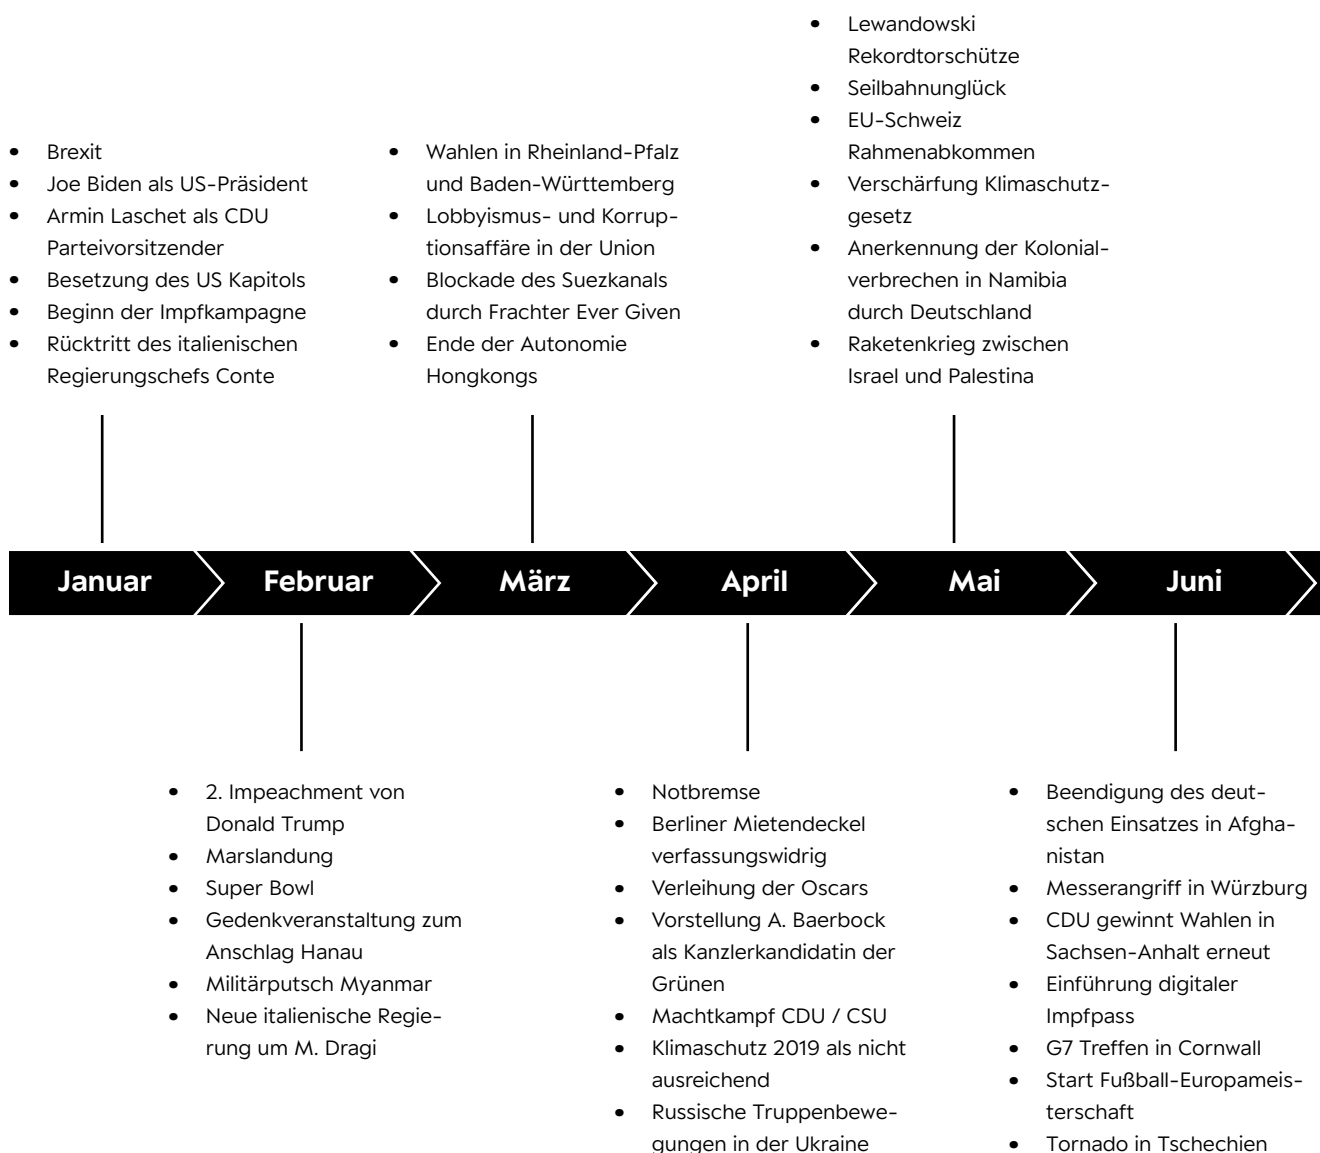 Lewandowski
Rekordtorschütze
Seilbahnunglück
EU-Schweiz
Rahmenabkommen
Verschärfung Klimaschutz-
gesetz
Anerkennung der Kolonial-
verbrechen in Namibia
durch Deutschland
Raketenkrieg zwischen
Israel und Palestina
Brexit
Joe Biden als US-Präsident
Armin Laschet als CDU
Parteivorsitzender
Besetzung des US Kapitols
Beginn der Impfkampagne
Rücktritt des italienischen
Regierungschefs Conte
Wahlen in Rheinland-Pfalz
und Baden-Württemberg
Lobbyismus- und Korrup-
tionsaffäre in der Union
Blockade des Suezkanals
durch Frachter Ever Given
Ende der Autonomie
Hongkongs
Januar
Februar
März
April
Mai
Juni
2. Impeachment von
Donald Trump
Marslandung
Super Bowl
Gedenkveranstaltung zum
Anschlag Hanau
Militärputsch Myanmar
Neue italienische Regie-
rung um M. Dragi
Notbremse
Berliner Mietendeckel
verfassungswidrig
Verleihung der Oscars
Vorstellung A. Baerbock
als Kanzlerkandidatin der
Grünen
Machtkampf CDU / CSU
Klimaschutz 2019 als nicht
ausreichend
Russische Truppenbewe-
gungen in der Ukraine
Beendigung des deut-
schen Einsatzes in Afgha-
nistan
Messerangriff in Würzburg
CDU gewinnt Wahlen in
Sachsen-Anhalt erneut
Einführung digitaler
Impfpass
G7 Treffen in Cornwall
Start Fußball-Europameis-
terschaft
Tornado in Tschechien